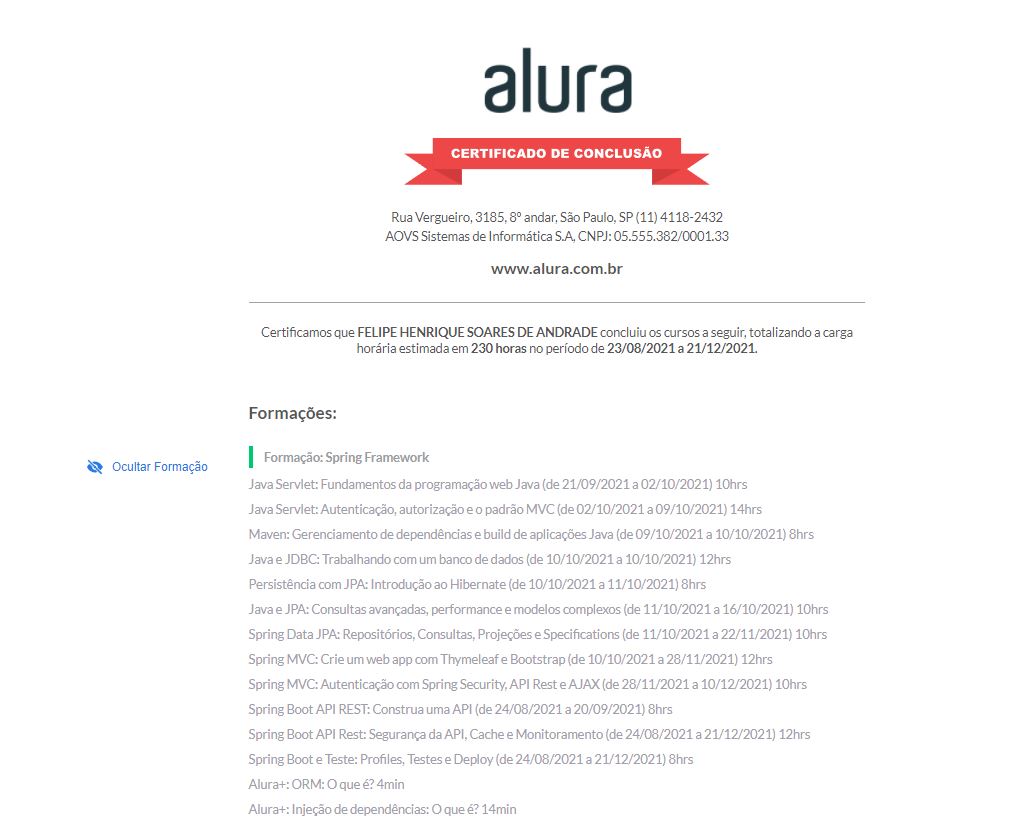 alura
CERTIFICADO DE CONCLUSÃO
Rua Vergueiro, 3185, 8º andar, São Paulo, SP (11) 4118-2432
AOVS Sistemas de Informática S.A, CNPJ: 05.555.382/0001.33
www.alura.com.br
Certificamos que FELIPE HENRIQUE SOARES DE ANDRADE concluiu os cursos a seguir, totalizando a carga
horária estimada em 230 horas no período de 23/08/2021 a 21/12/2021.
Formações:
Ocultar Formação
Formação: Spring Framework
Java Servlet: Fundamentos da programação web Java (de 21/09/2021 a 02/10/2021) 10hrs
Java Servlet: Autenticação, autorização e o padrão MVC (de 02/10/2021 a 09/10/2021) 14hrs
Maven: Gerenciamento de dependências e build de aplicações Java (de 09/10/2021 a 10/10/2021) 8hrs
Java e JDBC: Trabalhando com um banco de dados (de 10/10/2021 a 10/10/2021) 12hrs
Persistência com JPA: Introdução ao Hibernate (de 10/10/2021 a 11/10/2021) 8hrs
Java e JPA: Consultas avançadas, performance e modelos complexos (de 11/10/2021 a 16/10/2021) 10hrs
Spring Data JPA: Repositórios, Consultas, Projeções e Specifications (de 11/10/2021 a 22/11/2021) 10hrs
Spring MVC: Crie um web app com Thymeleaf e Bootstrap (de 10/10/2021 a 28/11/2021) 12hrs
Spring MVC: Autenticação com Spring Security, API Rest e AJAX (de 28/11/2021 a 10/12/2021) 10hrs
Spring Boot API REST: Construa uma API (de 24/08/2021 a 20/09/2021) 8hrs
Spring Boot API Rest: Segurança da API, Cache e Monitoramento (de 24/08/2021 a 21/12/2021) 12hrs
Spring Boot e Teste: Profiles, Testes e Deploy (de 24/08/2021 a 21/12/2021) 8hrs
Alura+: ORM: O que é? 4min
Alura+: Injeção de dependências: O que é? 14min